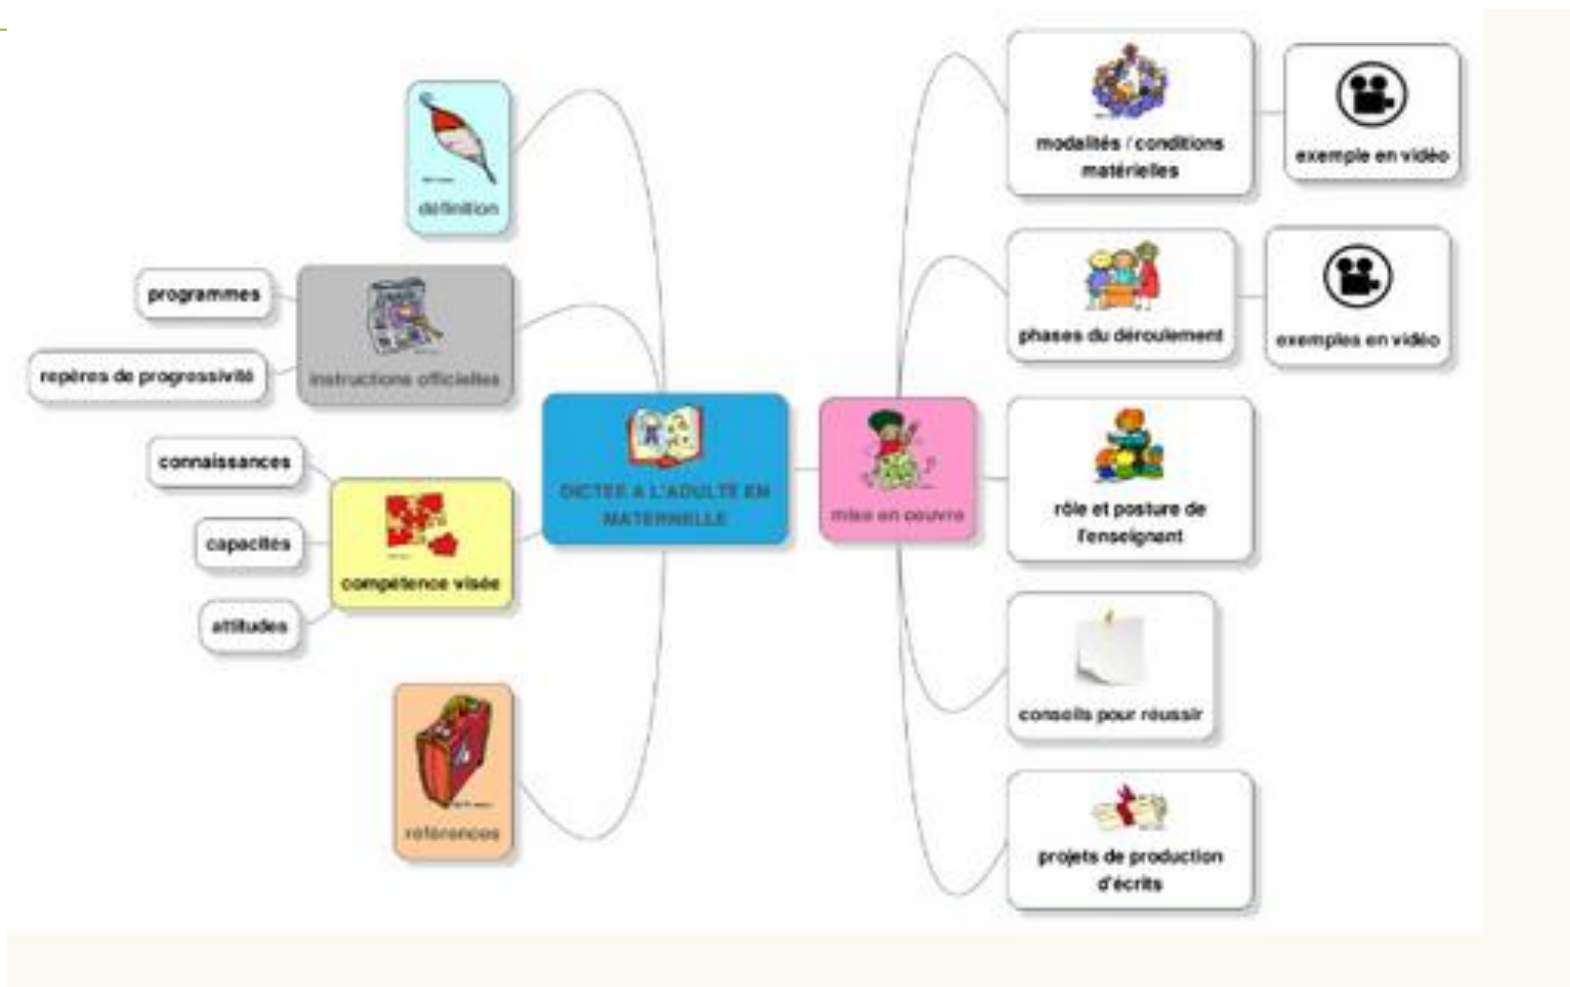 définition
programmes
repères de progressivité
instructions officielles
connaissances
capacités
attitudes
compétence visée
références
DICTEE A L'ADULTE EN
MATERNELLE
mise en oeuvre
modalités / conditions
matérielles
exemple en vidéo
phases du déroulement
exemples en vidéo
rôle et posture de
l'enseignant
conseils pour réussir
projets de production
d'écrits